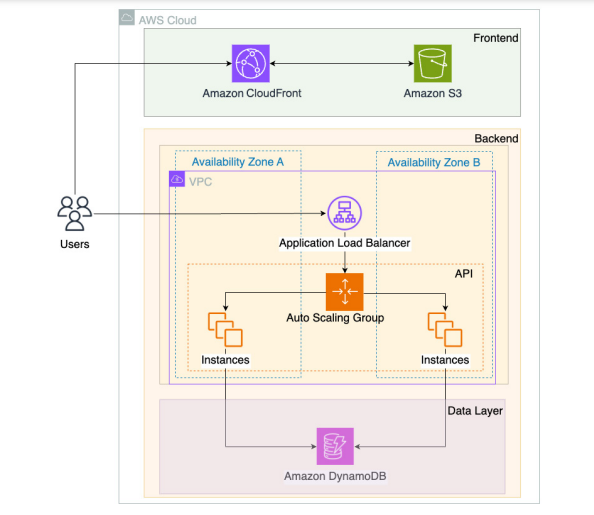 AWS Cloud
Frontend
Amazon CloudFront
Amazon S3
Backend
Availability Zone A
Availability Zone B
VPC
Users
Application Load Balancer
API
Auto Scaling Group
Instances
Instances
Data Layer
Amazon DynamoDB